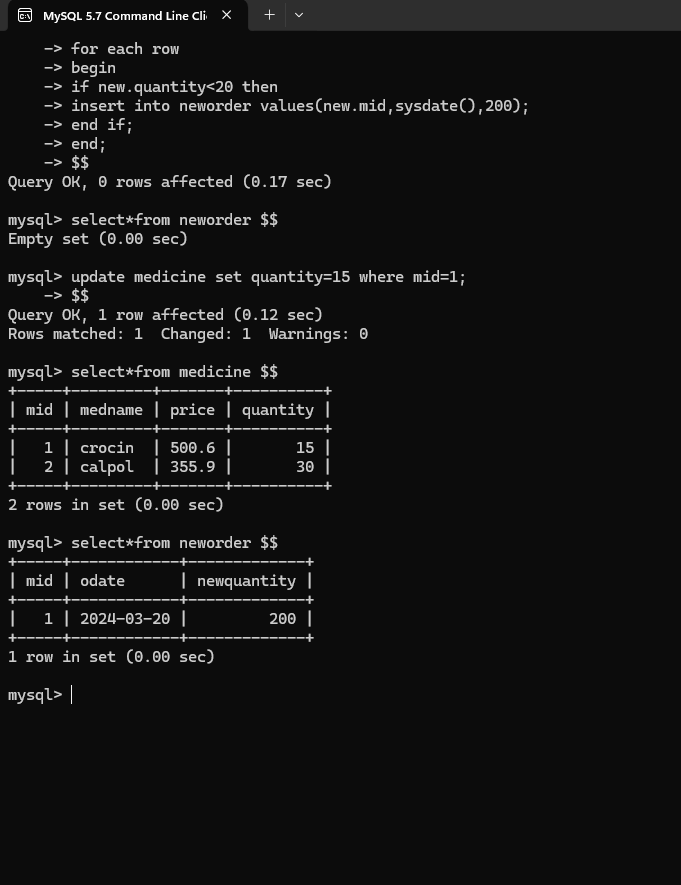 MySQL 5.7 Command Line Cli
-> for each row
-> begin
-> if new.quantity<20 then
-> insert into neworder values(new.mid,sysdate(),200);
-> end if;
-> end;
-> $$
Query OK, 0 rows affected (0.17 sec)
mysql> select*from neworder $$
Empty set (0.00 sec)
mysql> update medicine set quantity=15 where mid=1;
-> $$
Query OK, 1 row affected (0.12 sec)
Rows matched: 1  Changed: 1  Warnings: 0
mysql> select*from medicine $$
+-----+---------+-------+----------+
| mid | medname | price | quantity |
+-----+---------+-------+----------+
|   1 | crocin  | 500.6 |       15 |
|   2 | calpol  | 355.9 |       30 |
+-----+---------+-------+----------+
2 rows in set (0.00 sec)
mysql> select*from neworder $$
+-----+------------+-------------+
| mid | odate      | newquantity |
+-----+------------+-------------+
|   1 | 2024-03-20 |         200 |
+-----+------------+-------------+
1 row in set (0.00 sec)
mysql>